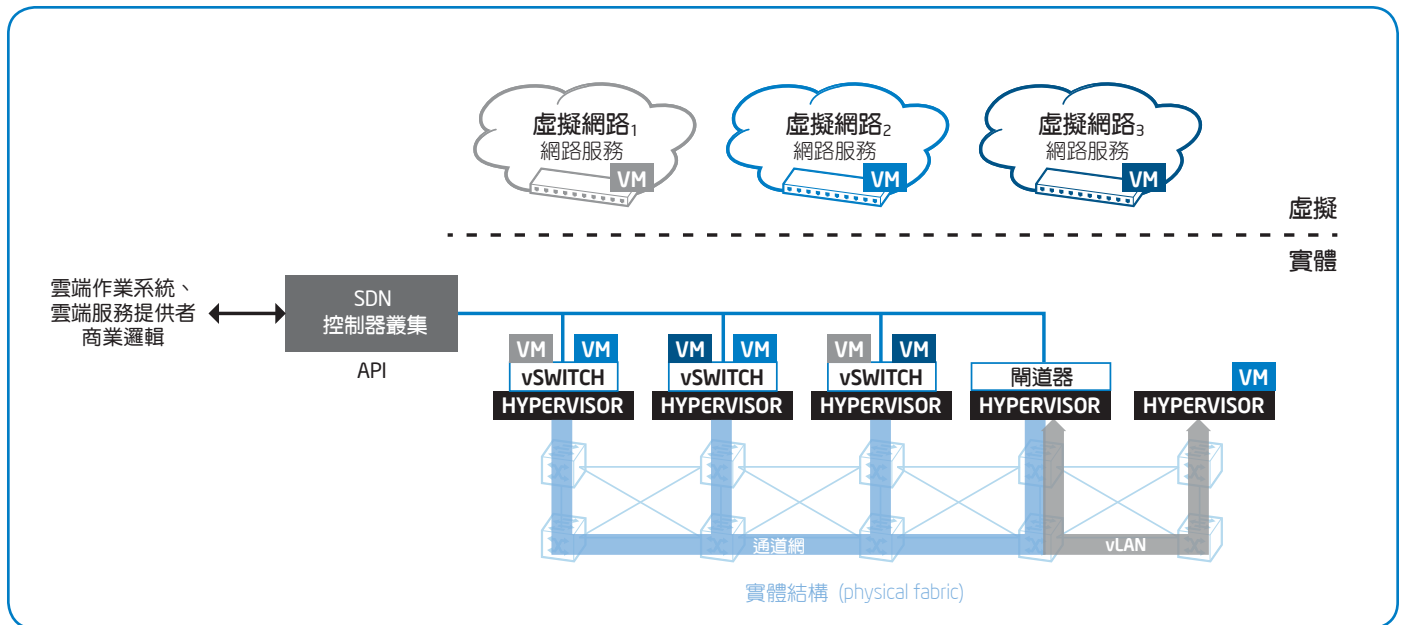 虛擬網路1
網路服務
VM
虛擬網路2
網路服務
VM
虛擬網路3
網路服務
VM
虛擬
實體
雲端作業系統、
雲端服務提供者
商業邏輯
SDN
控制器叢集
API
VM VM
vSWITCH
HYPERVISOR
VM VM
vSWITCH
HYPERVISOR
VM VM
vSWITCH
HYPERVISOR
閘道器
HYPERVISOR
VM
HYPERVISOR
通道網
vLAN
實體結構 (physical fabric)